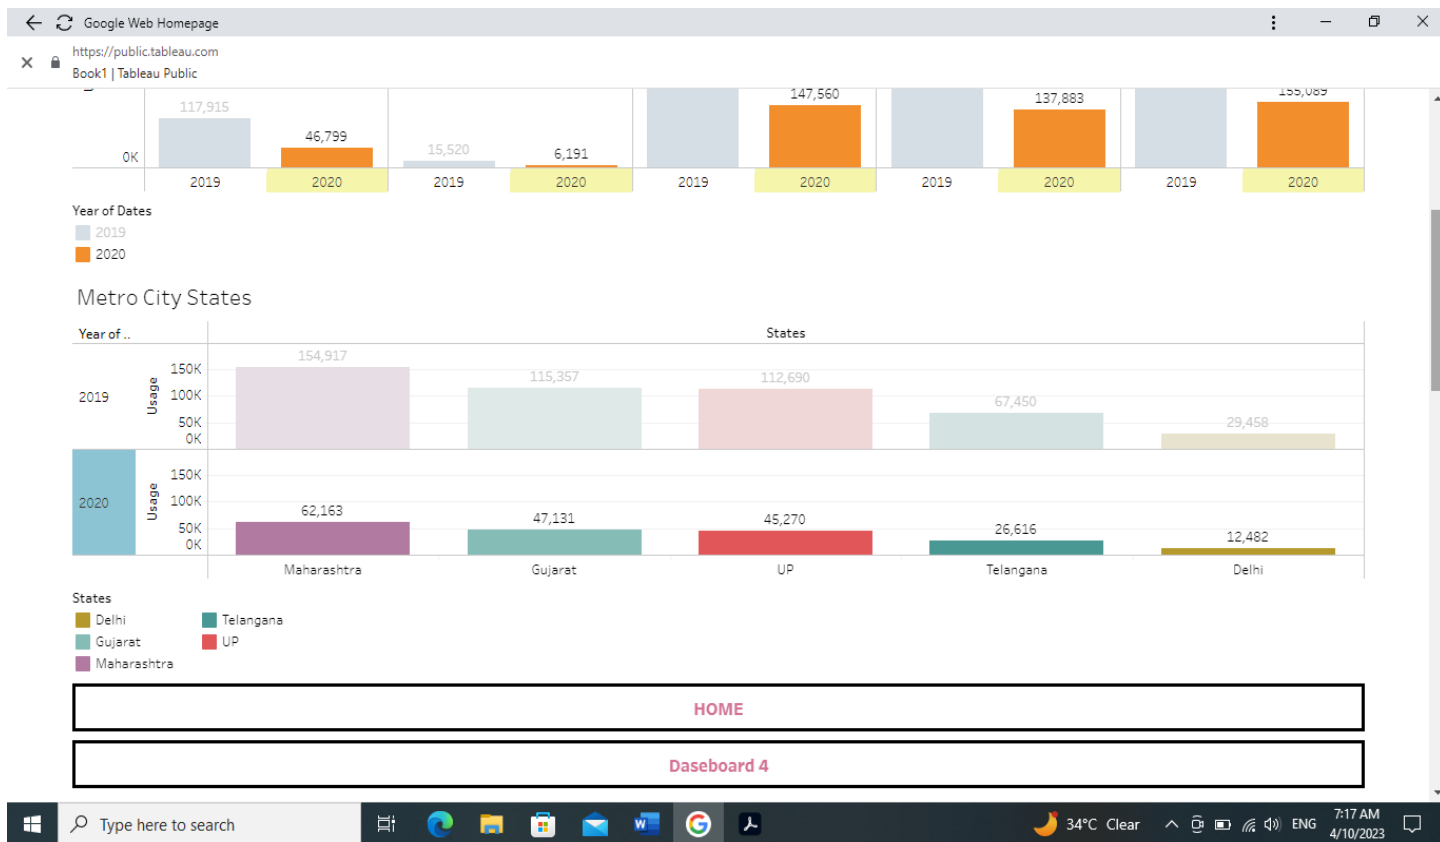 Google Web Homepage
https://public.tableau.com
Book1 | Tableau Public
117,915
46,799
15,520
6,191
147,560
137,883
155,089
0K
2019 2020 2019 2020 2019 2020 2019 2020 2019 2020
Year of Dates
2019
2020
Metro City States
Year of ..
States
2019
Usage
150K
100K
50K
0K
154,917
115,357
112,690
67,450
29,458
2020
Usage
150K
100K
50K
0K
62,163
47,131
45,270
26,616
12,482
Maharashtra Gujarat UP Telangana Delhi
States
Delhi Telangana
Gujarat UP
Maharashtra
HOME
Daseboard 4
Type here to search
34°C Clear
ENG
7:17 AM
4/10/2023